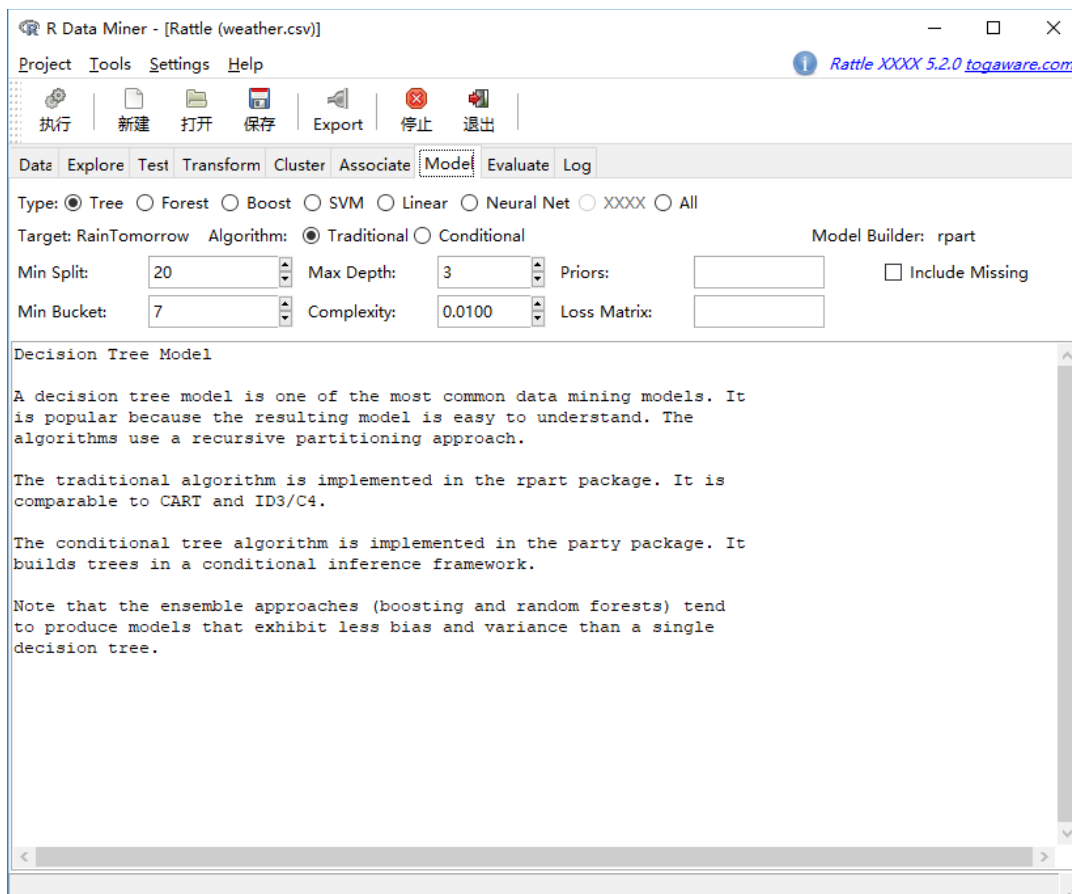 R Data Miner - [Rattle (weather.csv)]
Project Tools Settings Help
Rattle XXXX 5.2.0 togaware.com
执行 新建 打开 保存 Export 停止 退出
Data Explore Test Transform Cluster Associate Model Evaluate Log
Type: Tree Forest Boost SVM Linear Neural Net XXXX All
Target: RainTomorrow Algorithm: Traditional Conditional Model Builder: rpart
Min Split: 20 Max Depth: 3 Priors: Include Missing
Min Bucket: 7 Complexity: 0.0100 Loss Matrix:
Decision Tree Model
A decision tree model is one of the most common data mining models. It
is popular because the resulting model is easy to understand. The
algorithms use a recursive partitioning approach.
The traditional algorithm is implemented in the rpart package. It is
comparable to CART and ID3/C4.
The conditional tree algorithm is implemented in the party package. It
builds trees in a conditional inference framework.
Note that the ensemble approaches (boosting and random forests) tend
to produce models that exhibit less bias and variance than a single
decision tree.